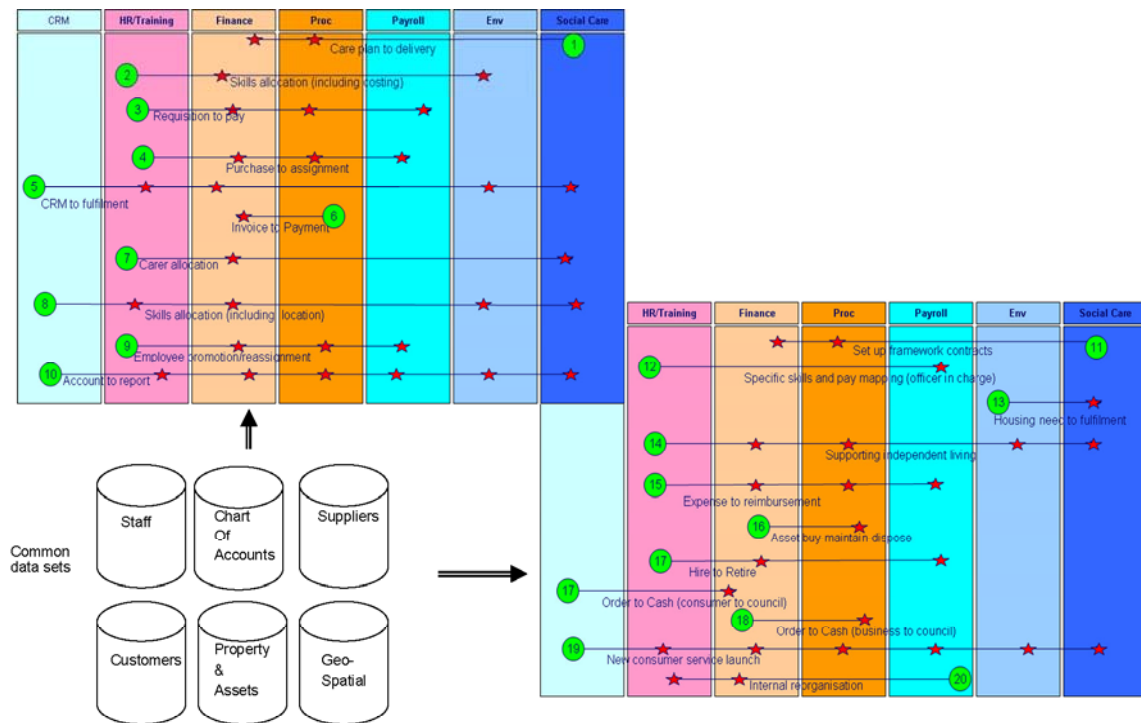 CRM HR/Training Finance Proc Payroll Env Social Care
1
Care plan to delivery
2
Skills allocation (including costing)
3
Requisition to pay
4
Purchase to assignment
5
CRM to fulfilment
6
Invoice to Payment
7
Carer allocation
8
Skills allocation (including location)
9
Employee promotion/reassignment
10
Account to report
HR/Training Finance Proc Payroll Env Social Care
11
Set up framework contracts
12
Specific skills and pay mapping (officer in charge)
13
Housing need to fulfilment
14
Supporting independent living
15
Expense to reimbursement
16
Asset buy maintain dispose
17
Hire to Retire
17
Order to Cash (consumer to council)
18
Order to Cash (business to council)
19
New consumer service launch
20
Internal reorganisation
Common
data sets
Staff
Chart
Of
Accounts
Suppliers
Customers
Property
&
Assets
Geo-
Spatial